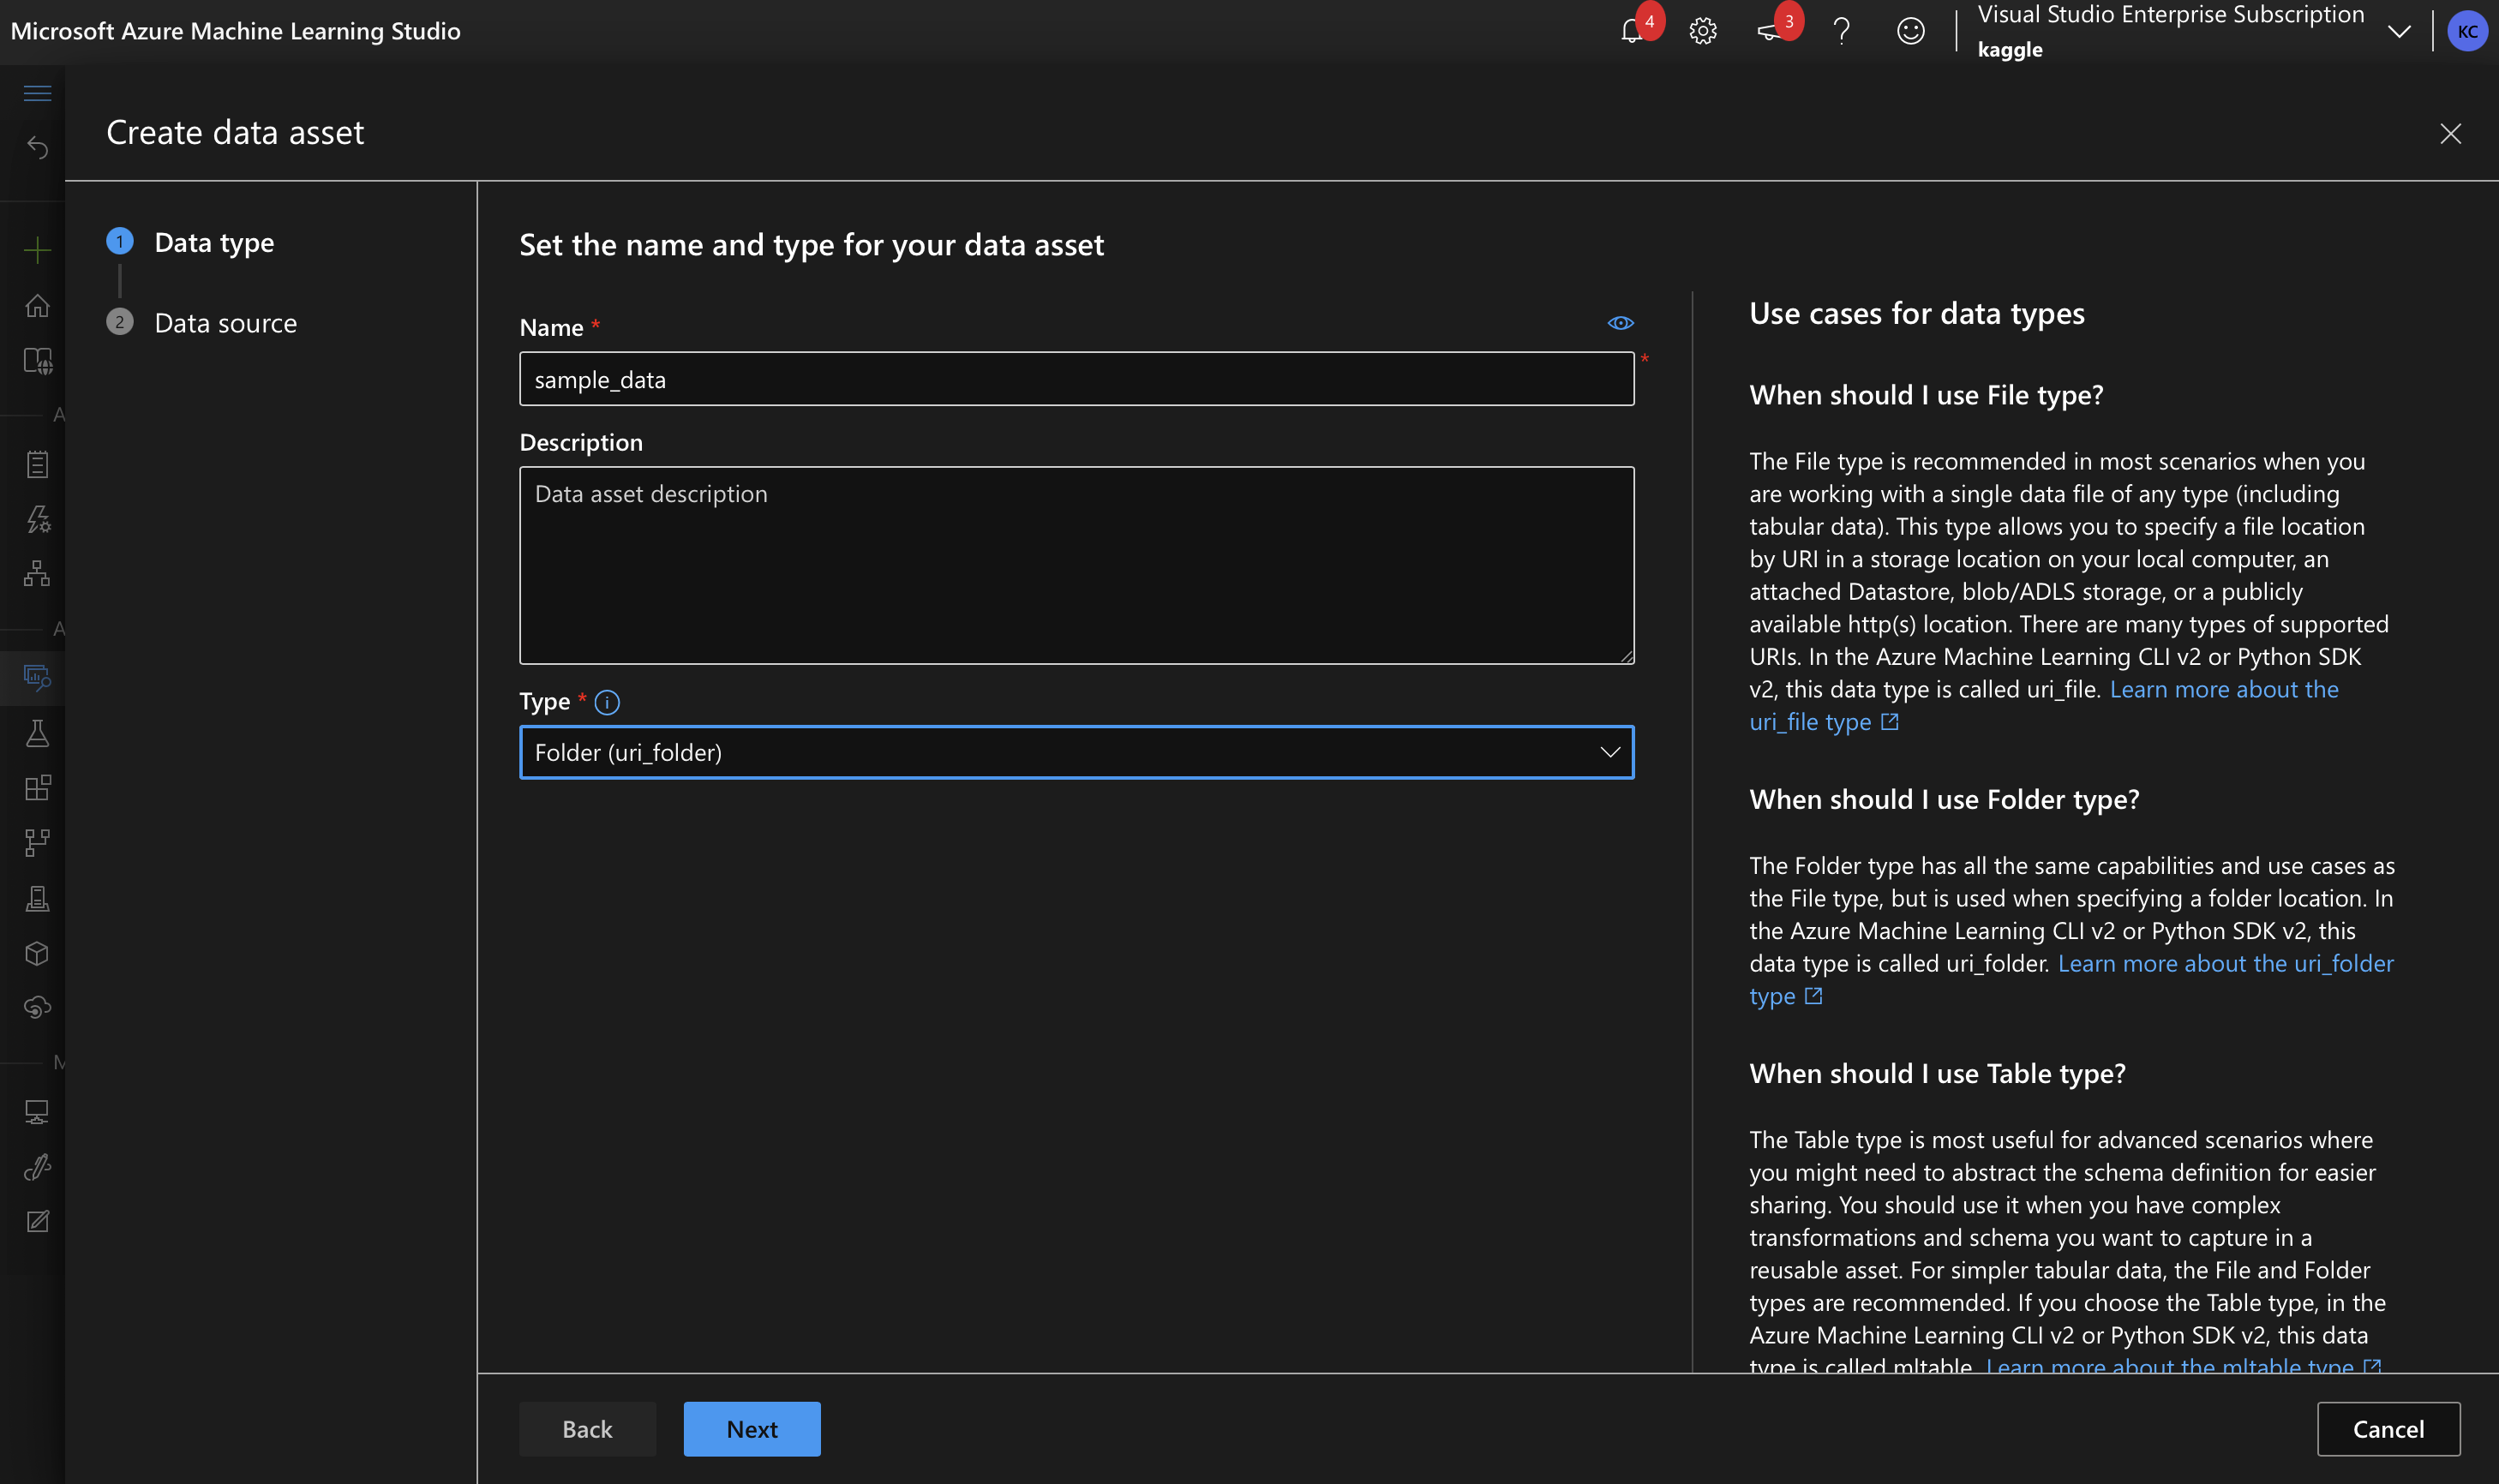 Microsoft Azure Machine Learning Studio
4
3
Visual Studio Enterprise Subscription
kaggle
KC
Create data asset
1
Data type
2
Data source
Set the name and type for your data asset
Name *
*
sample_data
Description
Data asset description
Type *
Folder (uri_folder)
Use cases for data types
When should I use File type?
The File type is recommended in most scenarios when you
are working with a single data file of any type (including
tabular data). This type allows you to specify a file location
by URI in a storage location on your local computer, an
attached Datastore, blob/ADLS storage, or a publicly
available http(s) location. There are many types of supported
URIs. In the Azure Machine Learning CLI v2 or Python SDK
v2, this data type is called uri_file. Learn more about the
uri_file type
When should I use Folder type?
The Folder type has all the same capabilities and use cases as
the File type, but is used when specifying a folder location. In
the Azure Machine Learning CLI v2 or Python SDK v2, this
data type is called uri_folder. Learn more about the uri_folder
type
When should I use Table type?
The Table type is most useful for advanced scenarios where
you might need to abstract the schema definition for easier
sharing. You should use it when you have complex
transformations and schema you want to capture in a
reusable asset. For simpler tabular data, the File and Folder
types are recommended. If you choose the Table type, in the
Azure Machine Learning CLI v2 or Python SDK v2, this data
type is called mltable. Learn more about the mltable type
A
A
M
Back
Next
Cancel